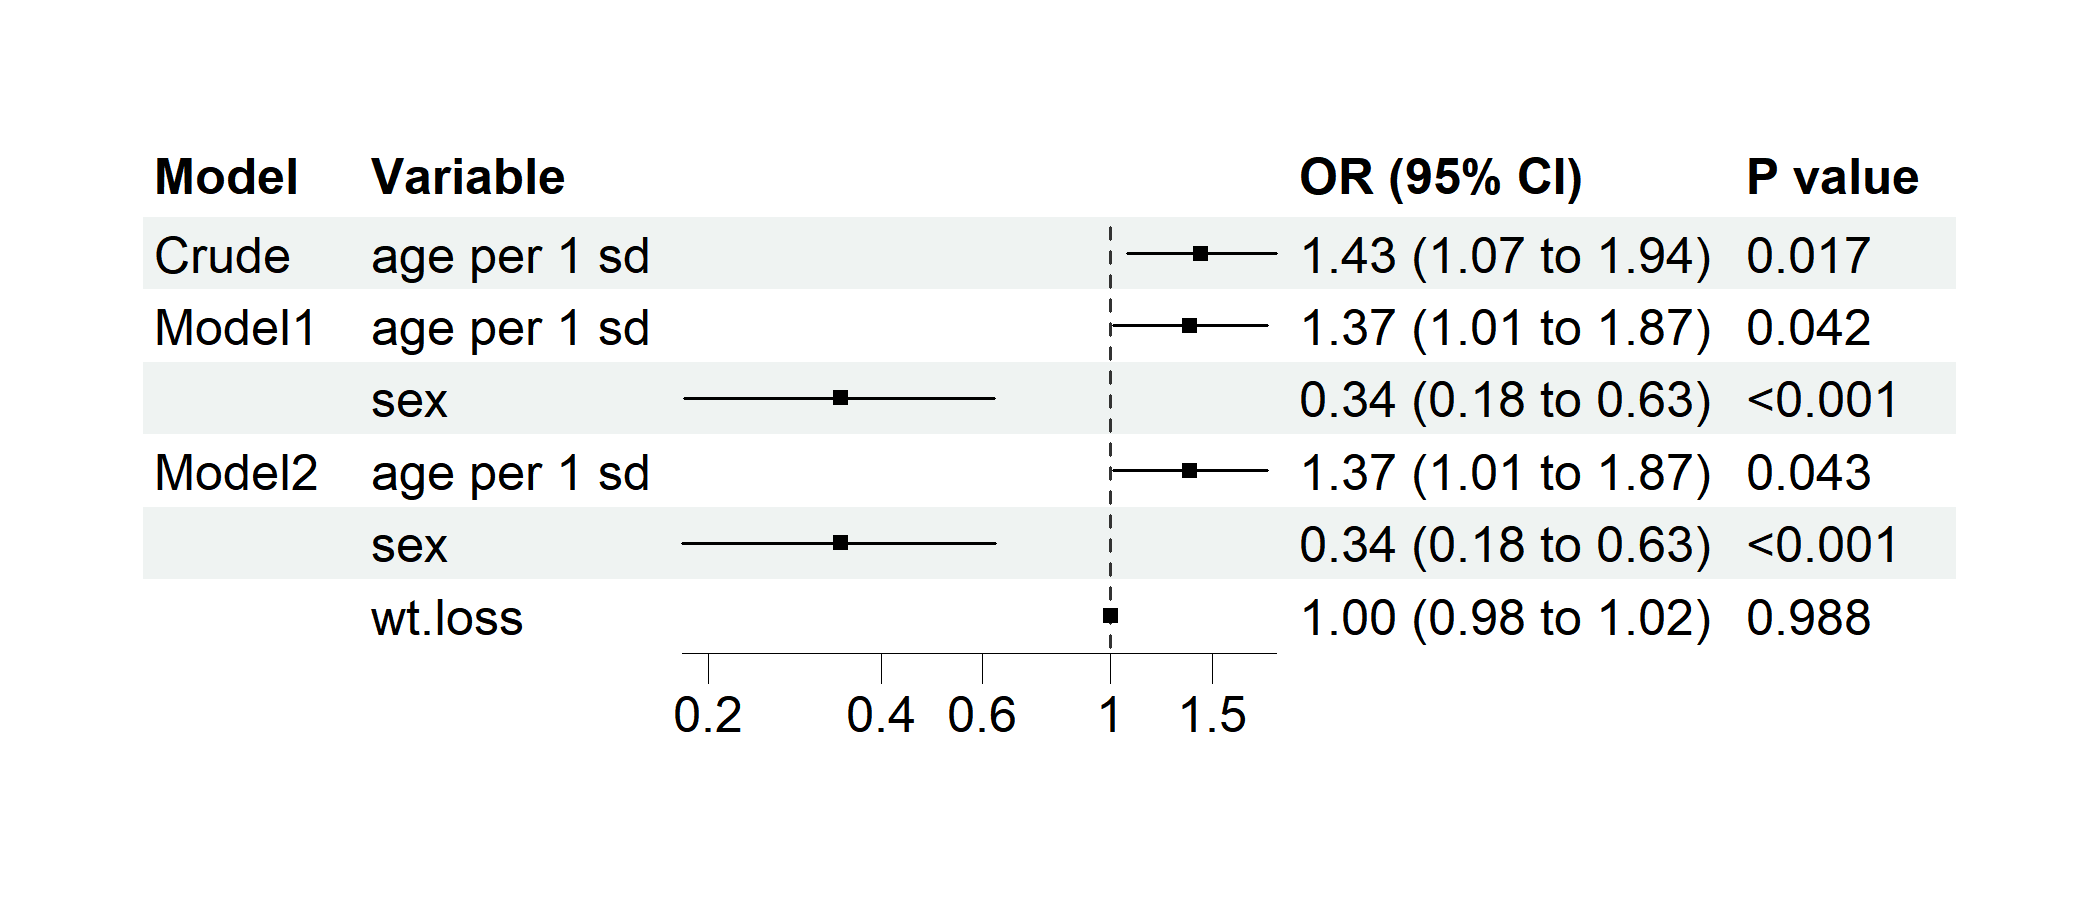 Model Variable OR (95% CI) P value
Crude age per 1 sd 1.43 (1.07 to 1.94) 0.017
Model1 age per 1 sd 1.37 (1.01 to 1.87) 0.042
sex 0.34 (0.18 to 0.63) <0.001
Model2 age per 1 sd 1.37 (1.01 to 1.87) 0.043
sex 0.34 (0.18 to 0.63) <0.001
wt.loss 1.00 (0.98 to 1.02) 0.988
0.2 0.4 0.6 1 1.5